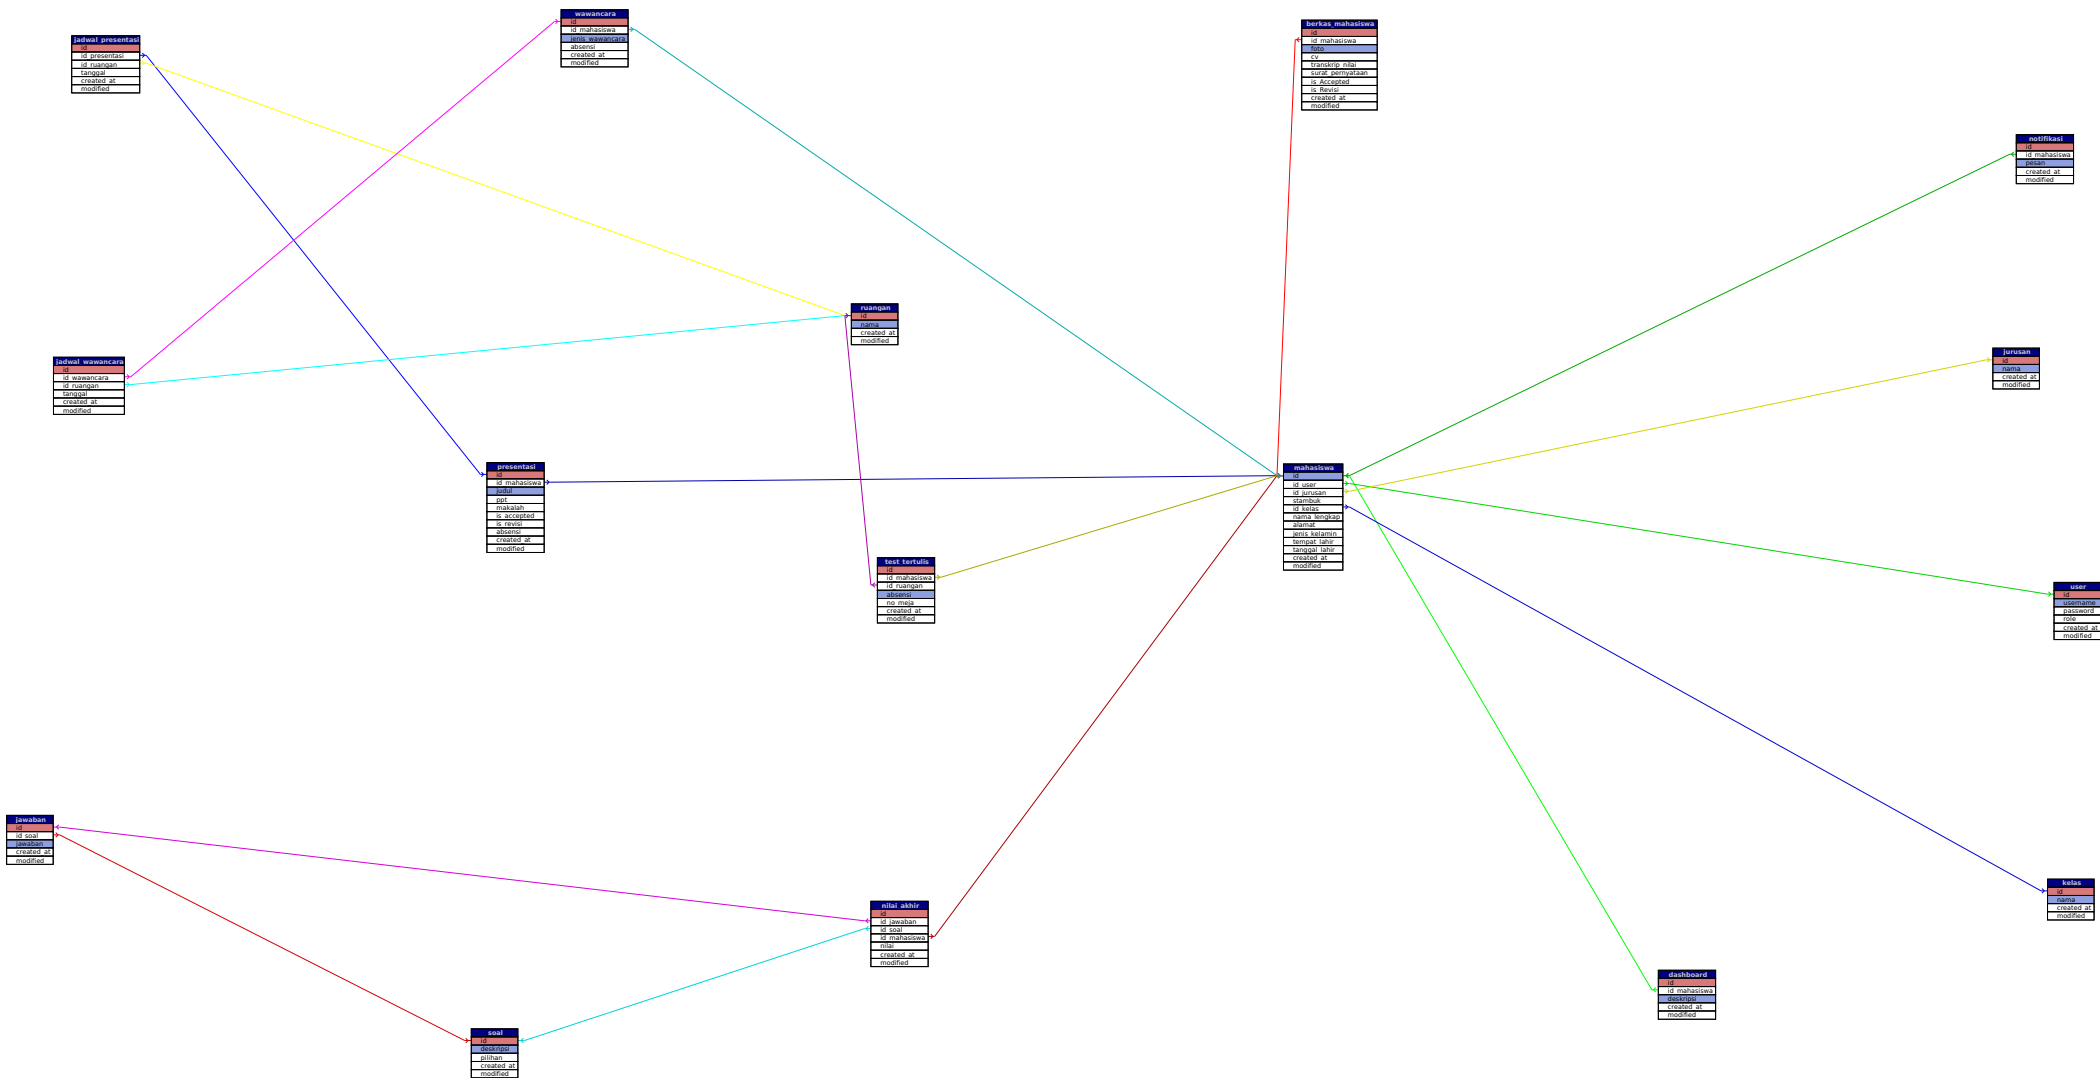 wawancara
id
id_mahasiswa
jenis_wawancara
absensi
created_at
modified
berkas_mahasiswa
id
id_mahasiswa
foto
cv
transkrip_nilai
surat_pernyataan
is_Accepted
is_Revisi
created_at
modified
jadwal_presentasi
id
id_presentasi
id_ruangan
tanggal
created_at
modified
notifikasi
id
id_mahasiswa
pesan
created_at
modified
ruangan
id
nama
created_at
modified
jurusan
id
nama
created_at
modified
jadwal_wawancara
id
id_wawancara
id_ruangan
tanggal
created_at
modified
presentasi
id
id_mahasiswa
judul
ppt
makalah
is_accepted
is_revisi
absensi
created_at
modified
mahasiswa
id
id_user
id_jurusan
stambuk
id_kelas
nama_lengkap
alamat
jenis_kelamin
tempat_lahir
tanggal_lahir
created_at
modified
test_tertulis
id
id_mahasiswa
id_ruangan
absensi
no_meja
created_at
modified
user
id
username
password
role
created_at
modified
jawaban
id
id_soal
jawaban
created_at
modified
nilai_akhir
id
id_jawaban
id_soal
id_mahasiswa
nilai
created_at
modified
kelas
id
nama
created_at
modified
dashboard
id
id_mahasiswa
deskripsi
created_at
modified
soal
id
deskripsi
pilihan
created_at
modified